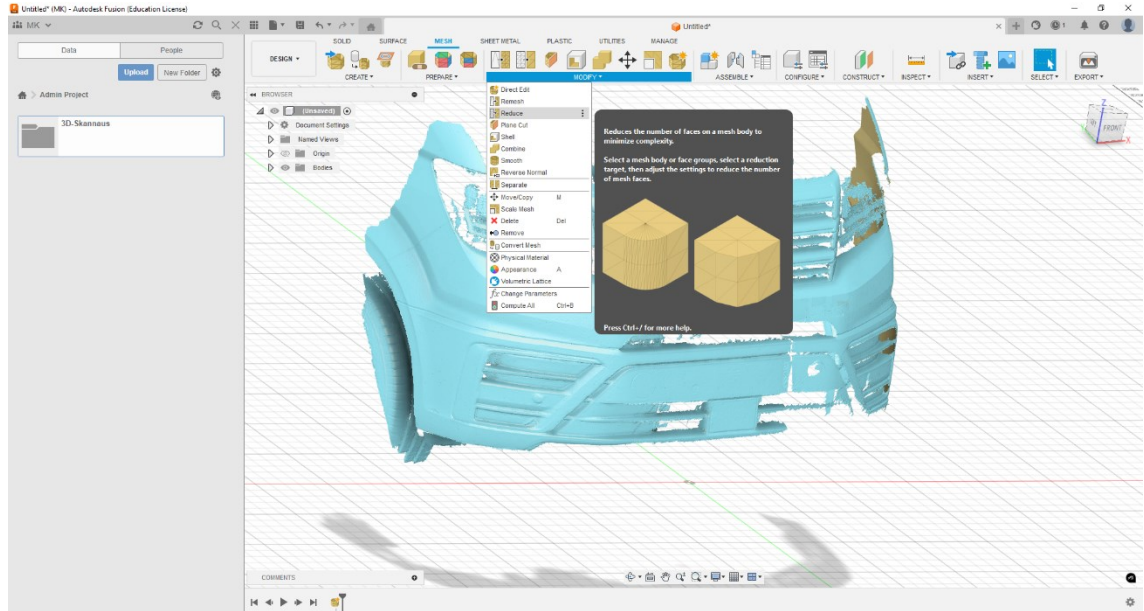 Untitled* (MK) - Autodesk Fusion (Education License)
MK
Untitled*
1
Data
People
Upload
New Folder
Admin Project
3D-Skannaus
DESIGN
SOLID
SURFACE
MESH
SHEET METAL
PLASTIC
UTILITIES
MANAGE
CREATE
PREPARE
MODIFY
ASSEMBLE
CONFIGURE
CONSTRUCT
INSPECT
INSERT
SELECT
EXPORT
BROWSER
(Unsaved)
Document Settings
Named Views
Origin
Bodies
Direct Edit
Remesh
Reduce
Plane Cut
Shell
Combine
Smooth
Reverse Normal
Separate
Move/Copy M
Scale Mesh
Delete Del
Remove
Convert Mesh
Physical Material
Appearance A
Volumetric Lattice
Change Parameters
Compute All Ctrl+B
Reduces the number of faces on a mesh body to
minimize complexity.
Select a mesh body or face groups, select a reduction
target, then adjust the settings to reduce the number
of mesh faces.
Press Ctrl+/ for more help.
Z
FRONT
X
COMMENTS